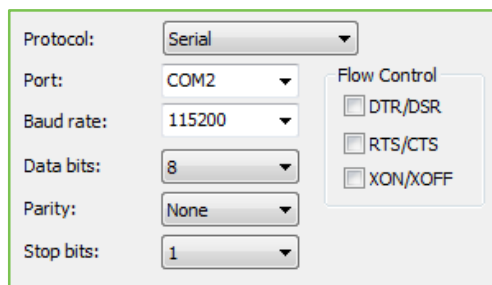 Protocol: Serial
Port: COM2
Baud rate: 115200
Data bits: 8
Parity: None
Stop bits: 1
Flow Control
DTR/DSR
RTS/CTS
XON/XOFF